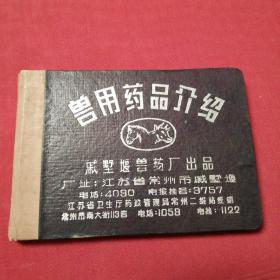 兽用药品介绍
戚墅堰兽药厂出品
厂址：江苏省常州市戚墅堰
电话：4090 电报挂号：3757
江苏省卫生厅药政管理局常州二级站经销
常州市南大街113号 电话：1059 电挂：1122